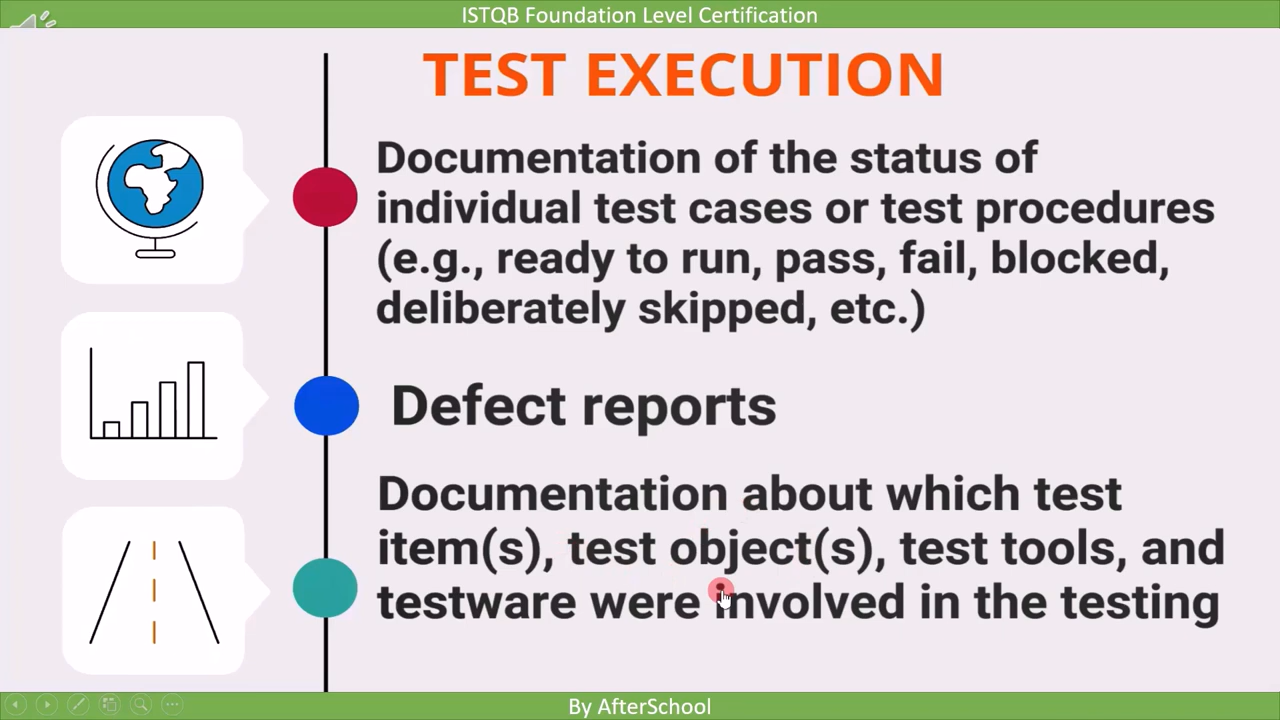 ISTQB Foundation Level Certification
TEST EXECUTION
Documentation of the status of
individual test cases or test procedures
(e.g., ready to run, pass, fail, blocked,
deliberately skipped, etc.)
Defect reports
Documentation about which test
item(s), test object(s), test tools, and
testware were involved in the testing
By AfterSchool